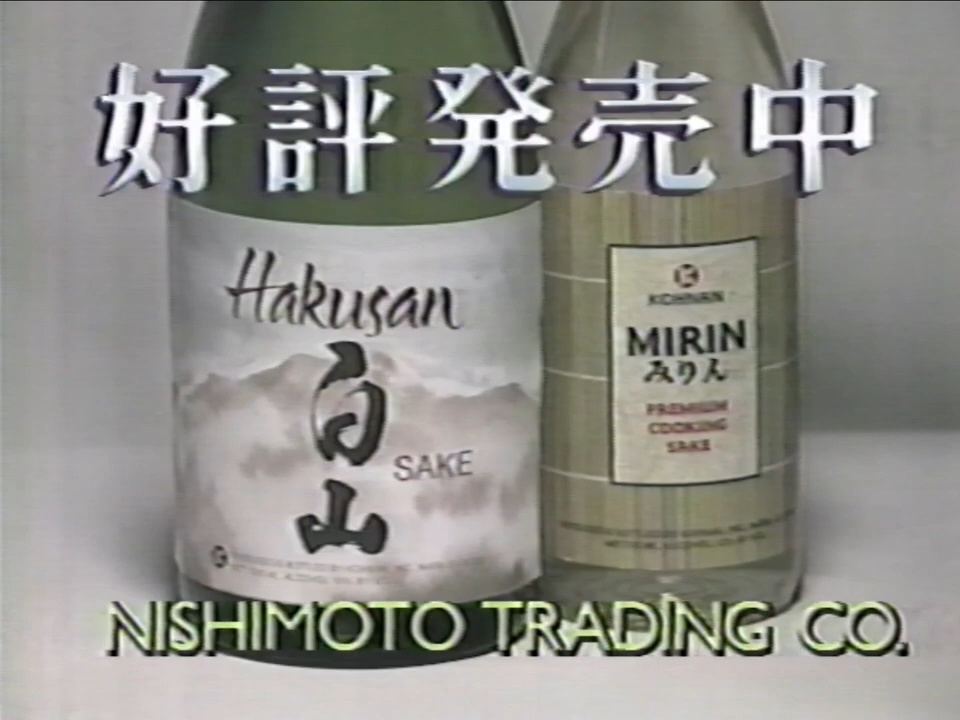 好評発売中
Hakusan
白山
SAKE
KOHNAN
MIRIN
みりん
PREMIUM
COOKING
SAKE
NISHIMOTO TRADING CO.